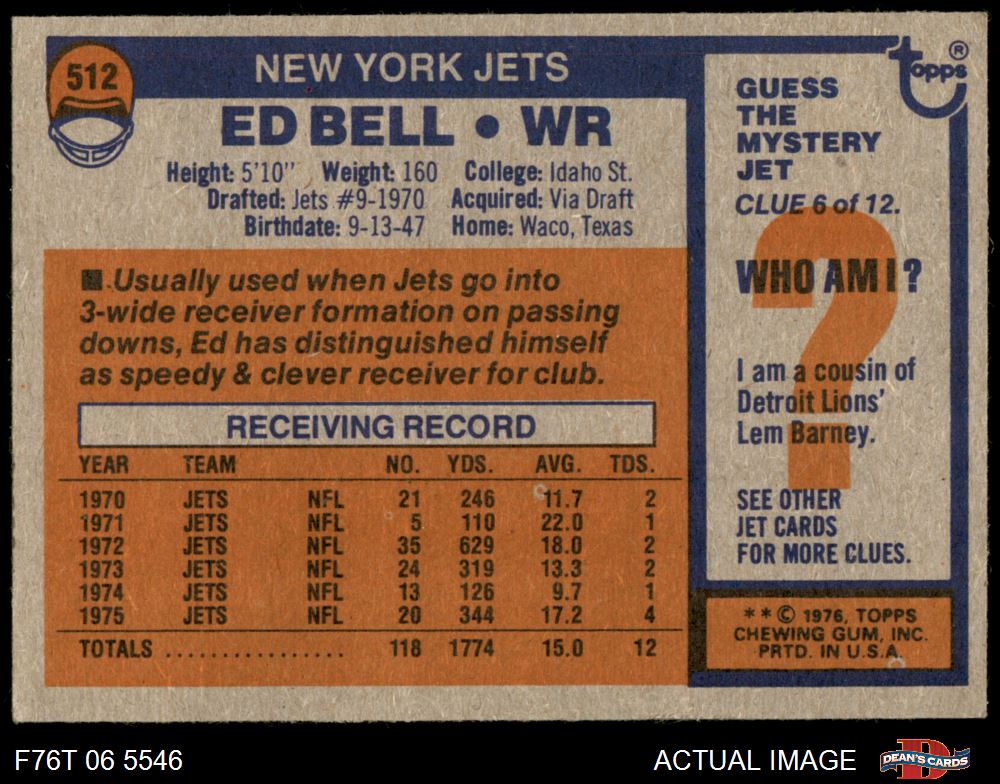 512
NEW YORK JETS
ED BELL • WR
Height: 5'10" Weight: 160 College: Idaho St.
Drafted: Jets #9-1970 Acquired: Via Draft
Birthdate: 9-13-47 Home: Waco, Texas
■ Usually used when Jets go into
3-wide receiver formation on passing
downs, Ed has distinguished himself
as speedy & clever receiver for club.
RECEIVING RECORD
YEAR TEAM NO. YDS. AVG. TDS.
1970 JETS NFL 21 246 11.7 2
1971 JETS NFL 5 110 22.0 1
1972 JETS NFL 35 629 18.0 2
1973 JETS NFL 24 319 13.3 2
1974 JETS NFL 13 126 9.7 1
1975 JETS NFL 20 344 17.2 4
TOTALS ................ 118 1774 15.0 12
topps ®
GUESS
THE
MYSTERY
JET
CLUE 6 of 12.
?
WHO AM I?
I am a cousin of
Detroit Lions'
Lem Barney.
SEE OTHER
JET CARDS
FOR MORE CLUES.
* * © 1976, TOPPS
CHEWING GUM, INC.
PRTD. IN U.S.A.
F76T 06 5546
ACTUAL IMAGE
D
DEAN'S CARDS